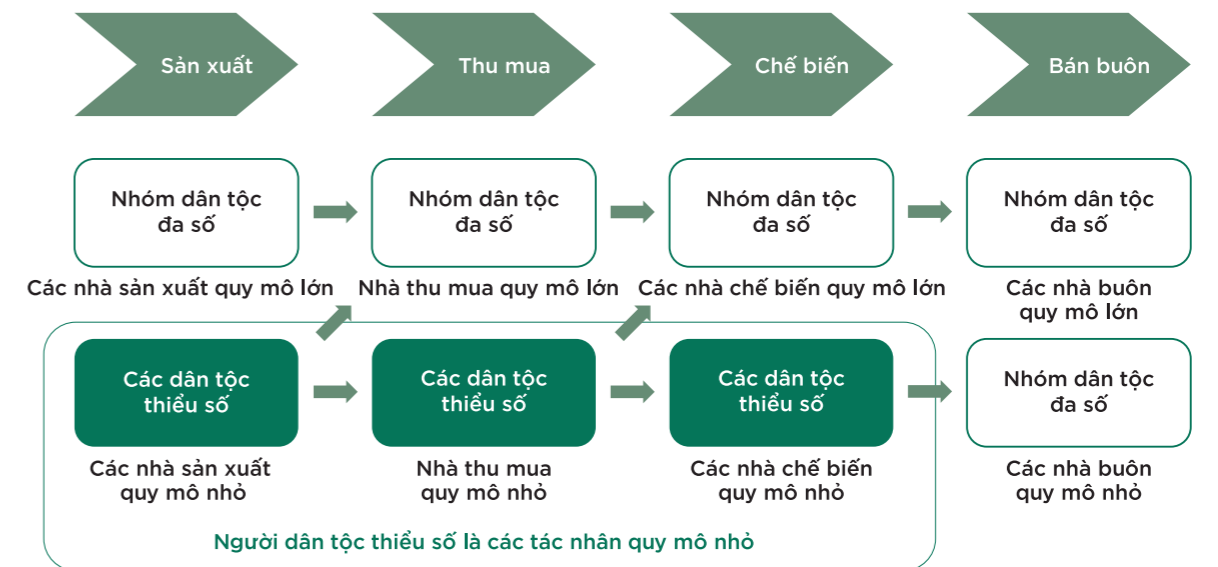 Sản xuất
Thu mua
Chế biến
Bán buôn
Nhóm dân tộc
đa số
Nhóm dân tộc
đa số
Nhóm dân tộc
đa số
Nhóm dân tộc
đa số
Các nhà sản xuất quy mô lớn
Nhà thu mua quy mô lớn
Các nhà chế biến quy mô lớn
Các nhà buôn
quy mô lớn
Các dân tộc
thiểu số
Các dân tộc
thiểu số
Các dân tộc
thiểu số
Nhóm dân tộc
đa số
Các nhà sản xuất
quy mô nhỏ
Nhà thu mua
quy mô nhỏ
Các nhà chế biến
quy mô nhỏ
Các nhà buôn
quy mô nhỏ
Người dân tộc thiểu số là các tác nhân quy mô nhỏ